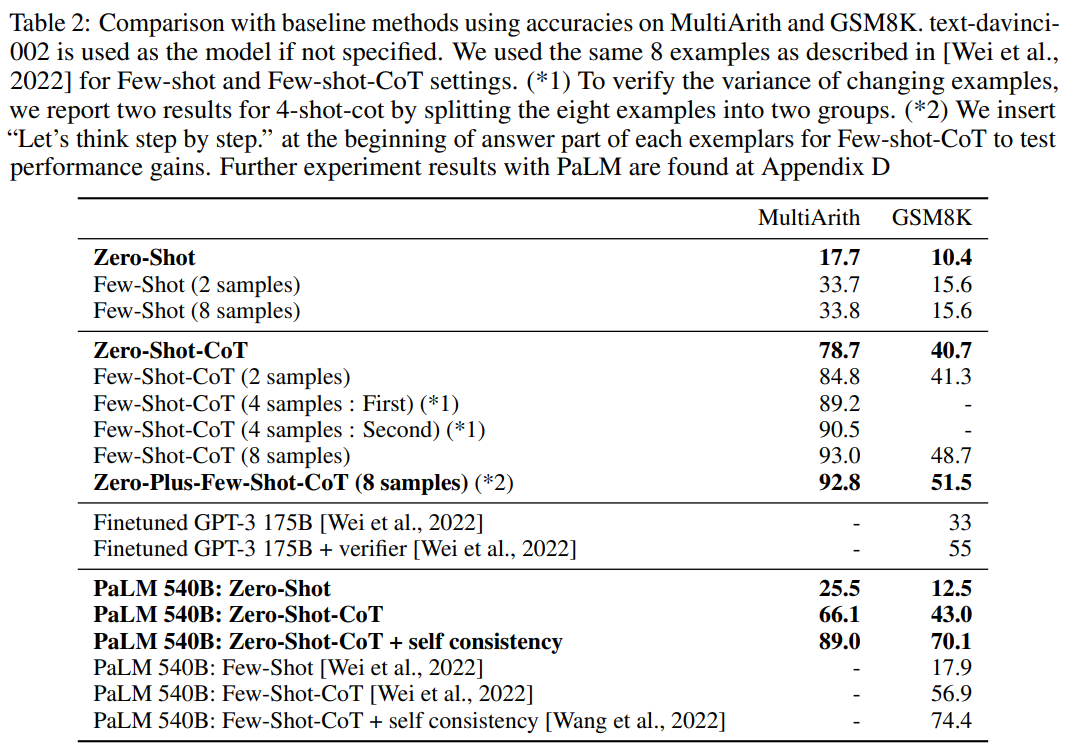 Table 2: Comparison with baseline methods using accuracies on MultiArith and GSM8K. text-davinci-
002 is used as the model if not specified. We used the same 8 examples as described in [Wei et al.,
2022] for Few-shot and Few-shot-CoT settings. (*1) To verify the variance of changing examples,
we report two results for 4-shot-cot by splitting the eight examples into two groups. (*2) We insert
“Let’s think step by step.” at the beginning of answer part of each exemplars for Few-shot-CoT to test
performance gains. Further experiment results with PaLM are found at Appendix D
MultiArith GSM8K
Zero-Shot 17.7 10.4
Few-Shot (2 samples) 33.7 15.6
Few-Shot (8 samples) 33.8 15.6
Zero-Shot-CoT 78.7 40.7
Few-Shot-CoT (2 samples) 84.8 41.3
Few-Shot-CoT (4 samples : First) (*1) 89.2 -
Few-Shot-CoT (4 samples : Second) (*1) 90.5 -
Few-Shot-CoT (8 samples) 93.0 48.7
Zero-Plus-Few-Shot-CoT (8 samples) (*2) 92.8 51.5
Finetuned GPT-3 175B [Wei et al., 2022] - 33
Finetuned GPT-3 175B + verifier [Wei et al., 2022] - 55
PaLM 540B: Zero-Shot 25.5 12.5
PaLM 540B: Zero-Shot-CoT 66.1 43.0
PaLM 540B: Zero-Shot-CoT + self consistency 89.0 70.1
PaLM 540B: Few-Shot [Wei et al., 2022] - 17.9
PaLM 540B: Few-Shot-CoT [Wei et al., 2022] - 56.9
PaLM 540B: Few-Shot-CoT + self consistency [Wang et al., 2022] - 74.4